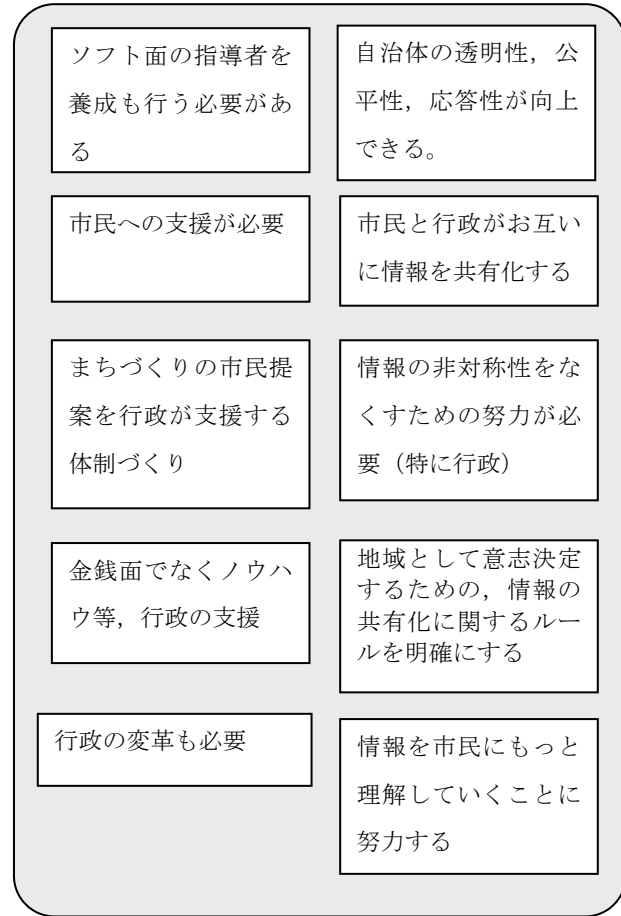 ソフト面の指導者を
養成も行う必要があ
る
自治体の透明性，公
平性，応答性が向上
できる。
市民への支援が必要
市民と行政がお互い
に情報を共有化する
まちづくりの市民提
案を行政が支援する
体制づくり
情報の非対称性をな
くすための努力が必
要（特に行政）
金銭面でなくノウハ
ウ等，行政の支援
地域として意志決定
するための，情報の
共有化に関するルー
ルを明確にする
行政の変革も必要
情報を市民にもっと
理解していくことに
努力する